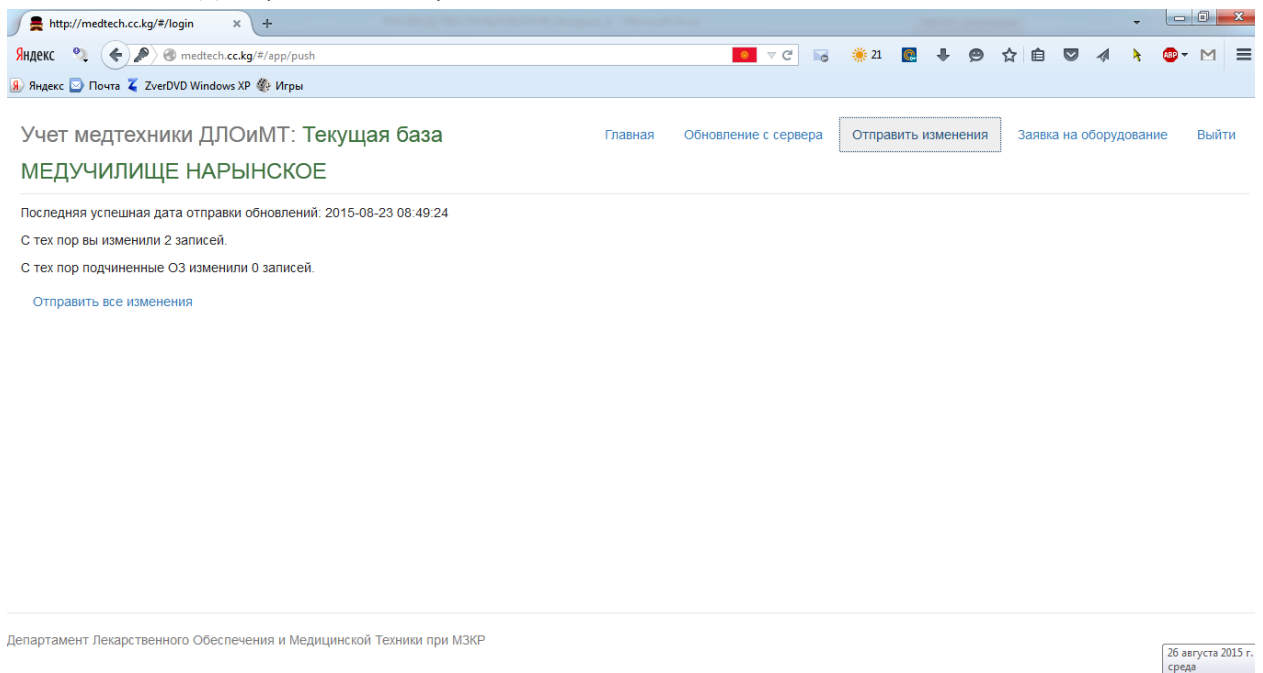 http://medtech.cc.kg/#/login × +
Яндекс medtech.cc.kg/#/app/push 21 ABP
Яндекс Почта ZverDVD Windows XP Игры
Учет медтехники ДЛОиМТ: Текущая база
МЕДУЧИЛИЩЕ НАРЫНСКОЕ
Главная Обновление с сервера Отправить изменения Заявка на оборудование Выйти
Последняя успешная дата отправки обновлений: 2015-08-23 08:49:24
С тех пор вы изменили 2 записей.
С тех пор подчиненные ОЗ изменили 0 записей.
Отправить все изменения
Департамент Лекарственного Обеспечения и Медицинской Техники при МЗКР
26 августа 2015 г.
среда